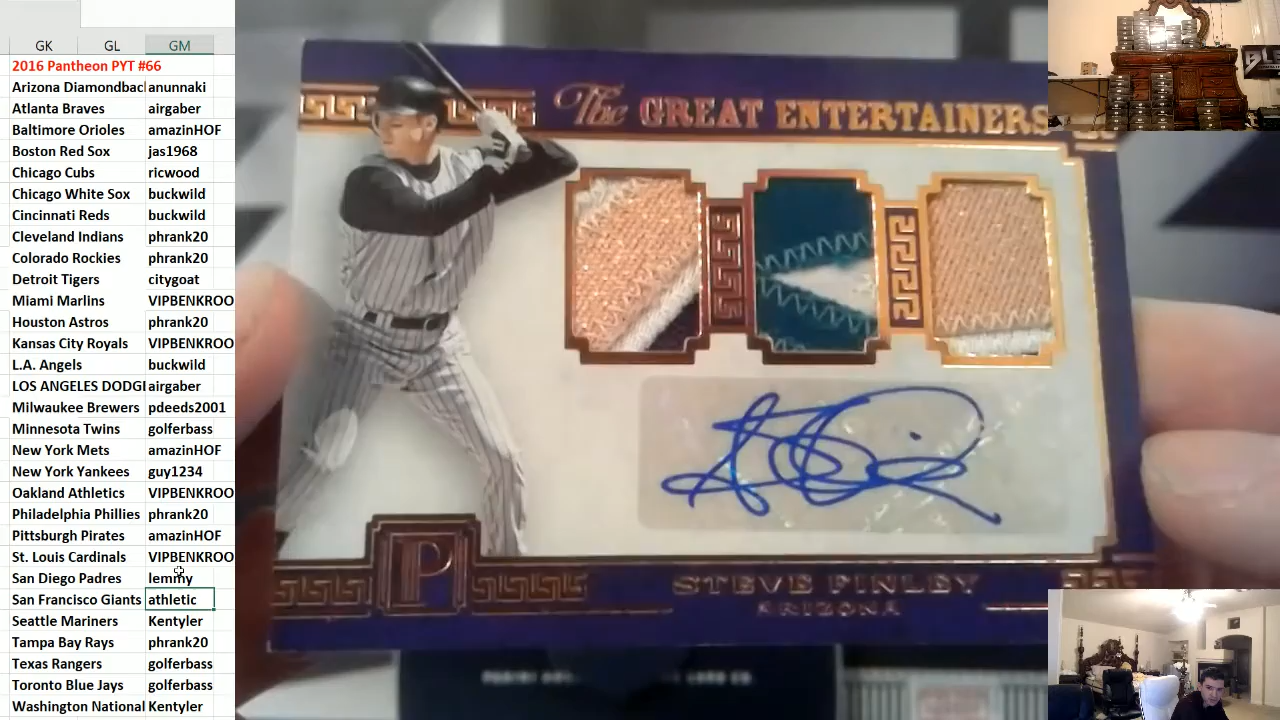 GK GL GM
2016 Pantheon PYT #66
Arizona Diamondbac anunnaki
Atlanta Braves airgaber
Baltimore Orioles amazinHOF
Boston Red Sox jas1968
Chicago Cubs ricwood
Chicago White Sox buckwild
Cincinnati Reds buckwild
Cleveland Indians phrank20
Colorado Rockies phrank20
Detroit Tigers citygoat
Miami Marlins VIPBENKROO
Houston Astros phrank20
Kansas City Royals VIPBENKROO
L.A. Angels buckwild
LOS ANGELES DODGI airgaber
Milwaukee Brewers pdeeds2001
Minnesota Twins golferbass
New York Mets amazinHOF
New York Yankees guy1234
Oakland Athletics VIPBENKROO
Philadelphia Phillies phrank20
Pittsburgh Pirates amazinHOF
St. Louis Cardinals VIPBENKROO
San Diego Padres lemmy
San Francisco Giants athletic
Seattle Mariners Kentyler
Tampa Bay Rays phrank20
Texas Rangers golferbass
Toronto Blue Jays golferbass
Washington National Kentyler
The GREAT ENTERTAINERS
P
STEVE FINLEY
ARIZONA